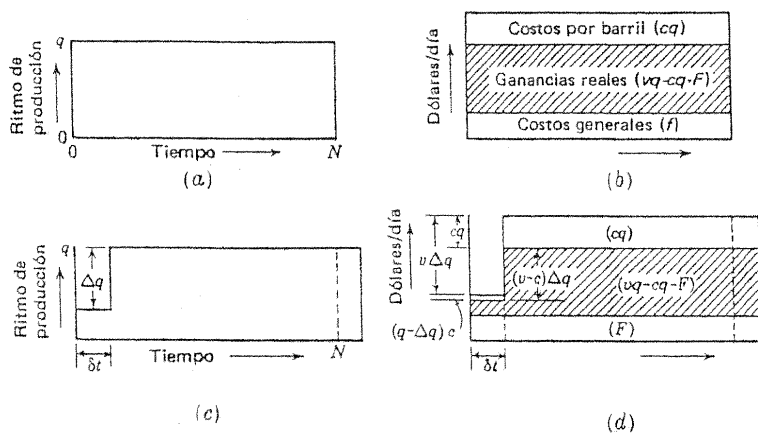 Ritmo de producción
q
0
0
Tiempo
N
(a)
Dólares/día
Costos por barril (cq)
Ganancias reales (vq-cq-F)
Costos generales (f)
(b)
Ritmo de producción
q
Δq
δt
Tiempo
N
(c)
Dólares/día
cq
(cq)
vΔq
(v-c)Δq
(vq-cq-F)
(q-Δq)c
(F)
δt
(d)